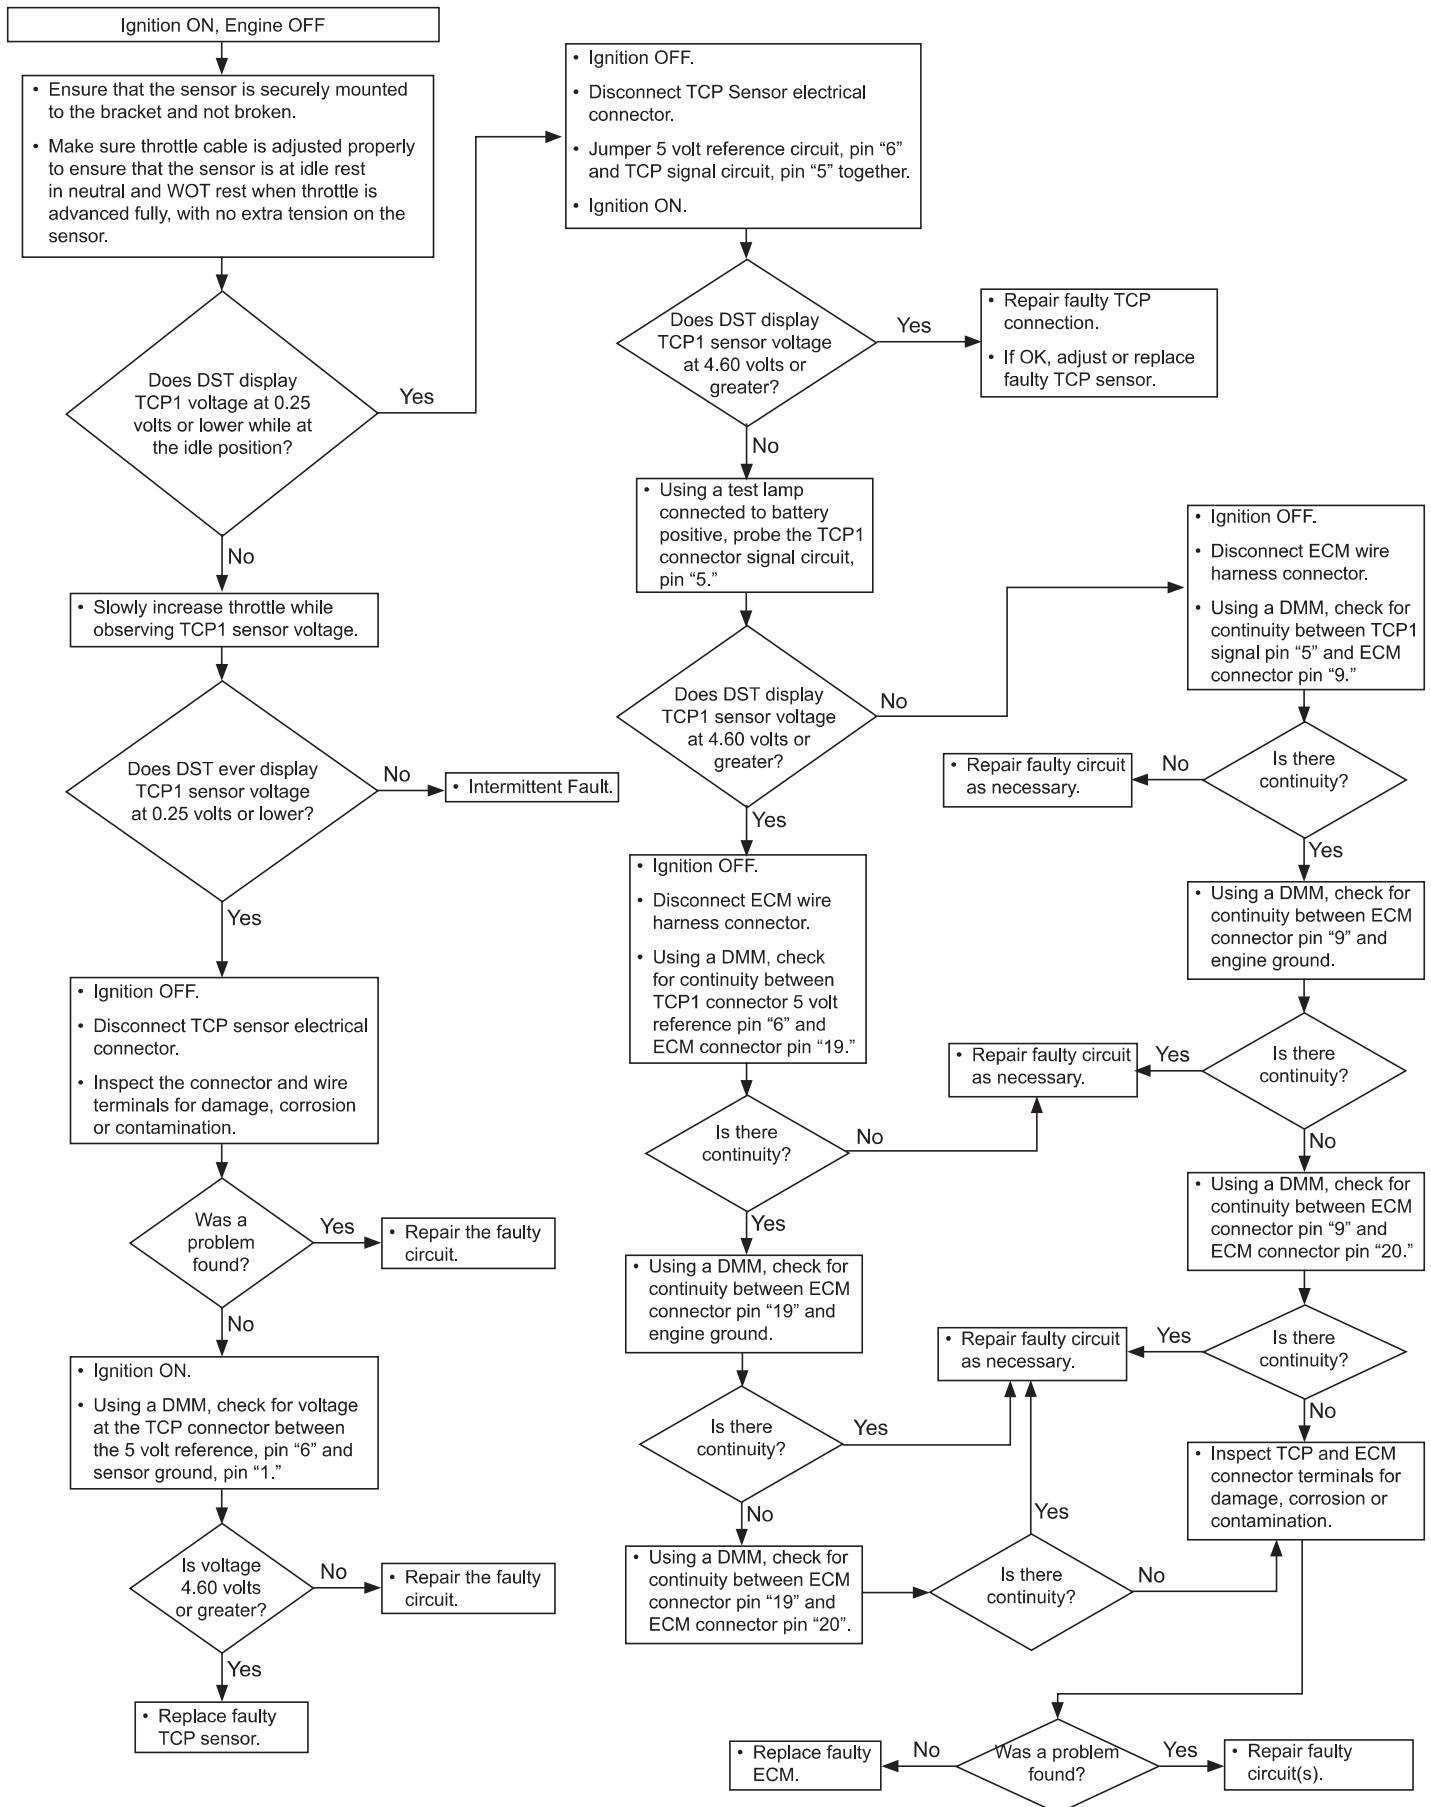 Ignition ON, Engine OFF
• Ensure that the sensor is securely mounted
to the bracket and not broken.
• Make sure throttle cable is adjusted properly
to ensure that the sensor is at idle rest
in neutral and WOT rest when throttle is
advanced fully, with no extra tension on the
sensor.
Does DST display
TCP1 voltage at 0.25
volts or lower while at
the idle position?
Yes
No
• Slowly increase throttle while
observing TCP1 sensor voltage.
Does DST ever display
TCP1 sensor voltage
at 0.25 volts or lower?
No
• Intermittent Fault.
Yes
• Ignition OFF.
• Disconnect TCP sensor electrical
connector.
• Inspect the connector and wire
terminals for damage, corrosion
or contamination.
Was a
problem
found?
Yes
• Repair the faulty
circuit.
No
• Ignition ON.
• Using a DMM, check for voltage
at the TCP connector between
the 5 volt reference, pin “6” and
sensor ground, pin “1.”
Is voltage
4.60 volts
or greater?
No
• Repair the faulty
circuit.
Yes
• Replace faulty
TCP sensor.
• Ignition OFF.
• Disconnect TCP Sensor electrical
connector.
• Jumper 5 volt reference circuit, pin “6”
and TCP signal circuit, pin “5” together.
• Ignition ON.
Does DST display
TCP1 sensor voltage
at 4.60 volts or
greater?
Yes
• Repair faulty TCP
connection.
• If OK, adjust or replace
faulty TCP sensor.
No
• Using a test lamp
connected to battery
positive, probe the TCP1
connector signal circuit,
pin “5.”
Does DST display
TCP1 sensor voltage
at 4.60 volts or
greater?
No
Yes
• Ignition OFF.
• Disconnect ECM wire
harness connector.
• Using a DMM, check
for continuity between
TCP1 connector 5 volt
reference pin “6” and
ECM connector pin “19.”
Is there
continuity?
No
Yes
• Using a DMM, check for
continuity between ECM
connector pin “19” and
engine ground.
Is there
continuity?
Yes
No
• Using a DMM, check for
continuity between ECM
connector pin “19” and
ECM connector pin “20”.
Is there
continuity?
Yes
No
• Ignition OFF.
• Disconnect ECM wire
harness connector.
• Using a DMM, check for
continuity between TCP1
signal pin “5” and ECM
connector pin “9.”
Is there
continuity?
No
• Repair faulty circuit
as necessary.
Yes
• Using a DMM, check for
continuity between ECM
connector pin “9” and
engine ground.
Is there
continuity?
Yes
• Repair faulty circuit
as necessary.
No
• Using a DMM, check for
continuity between ECM
connector pin “9” and
ECM connector pin “20.”
Is there
continuity?
Yes
• Repair faulty circuit
as necessary.
No
• Inspect TCP and ECM
connector terminals for
damage, corrosion or
contamination.
Was a problem
found?
No
• Replace faulty
ECM.
Yes
• Repair faulty
circuit(s).